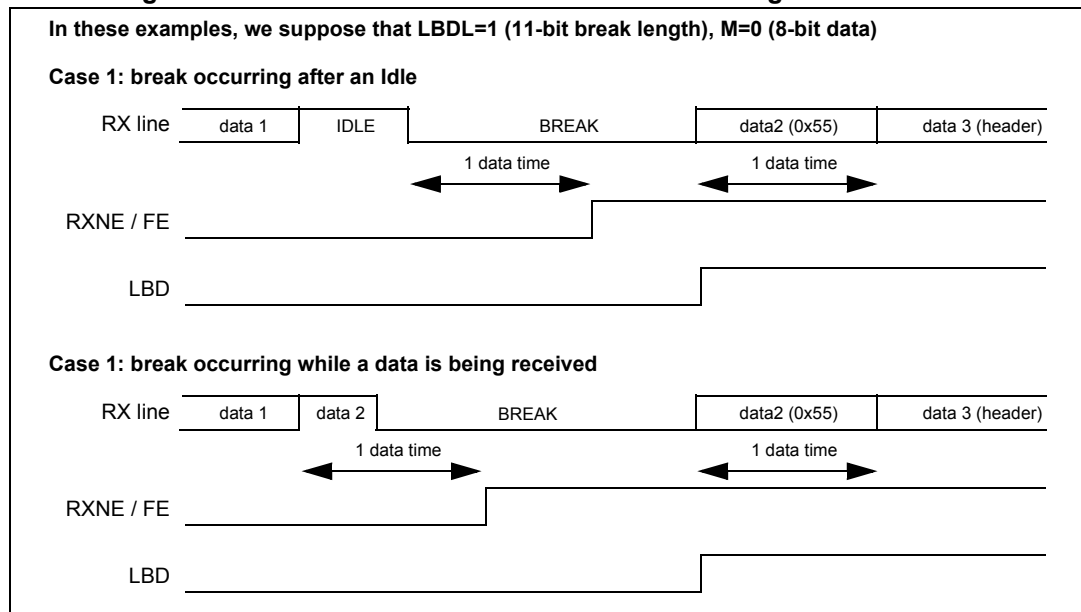 In these examples, we suppose that LBDL=1 (11-bit break length), M=0 (8-bit data)
Case 1: break occurring after an Idle
RX line data 1 IDLE BREAK data2 (0x55) data 3 (header)
1 data time 1 data time
RXNE / FE
LBD
Case 1: break occurring while a data is being received
RX line data 1 data 2 BREAK data2 (0x55) data 3 (header)
1 data time 1 data time
RXNE / FE
LBD